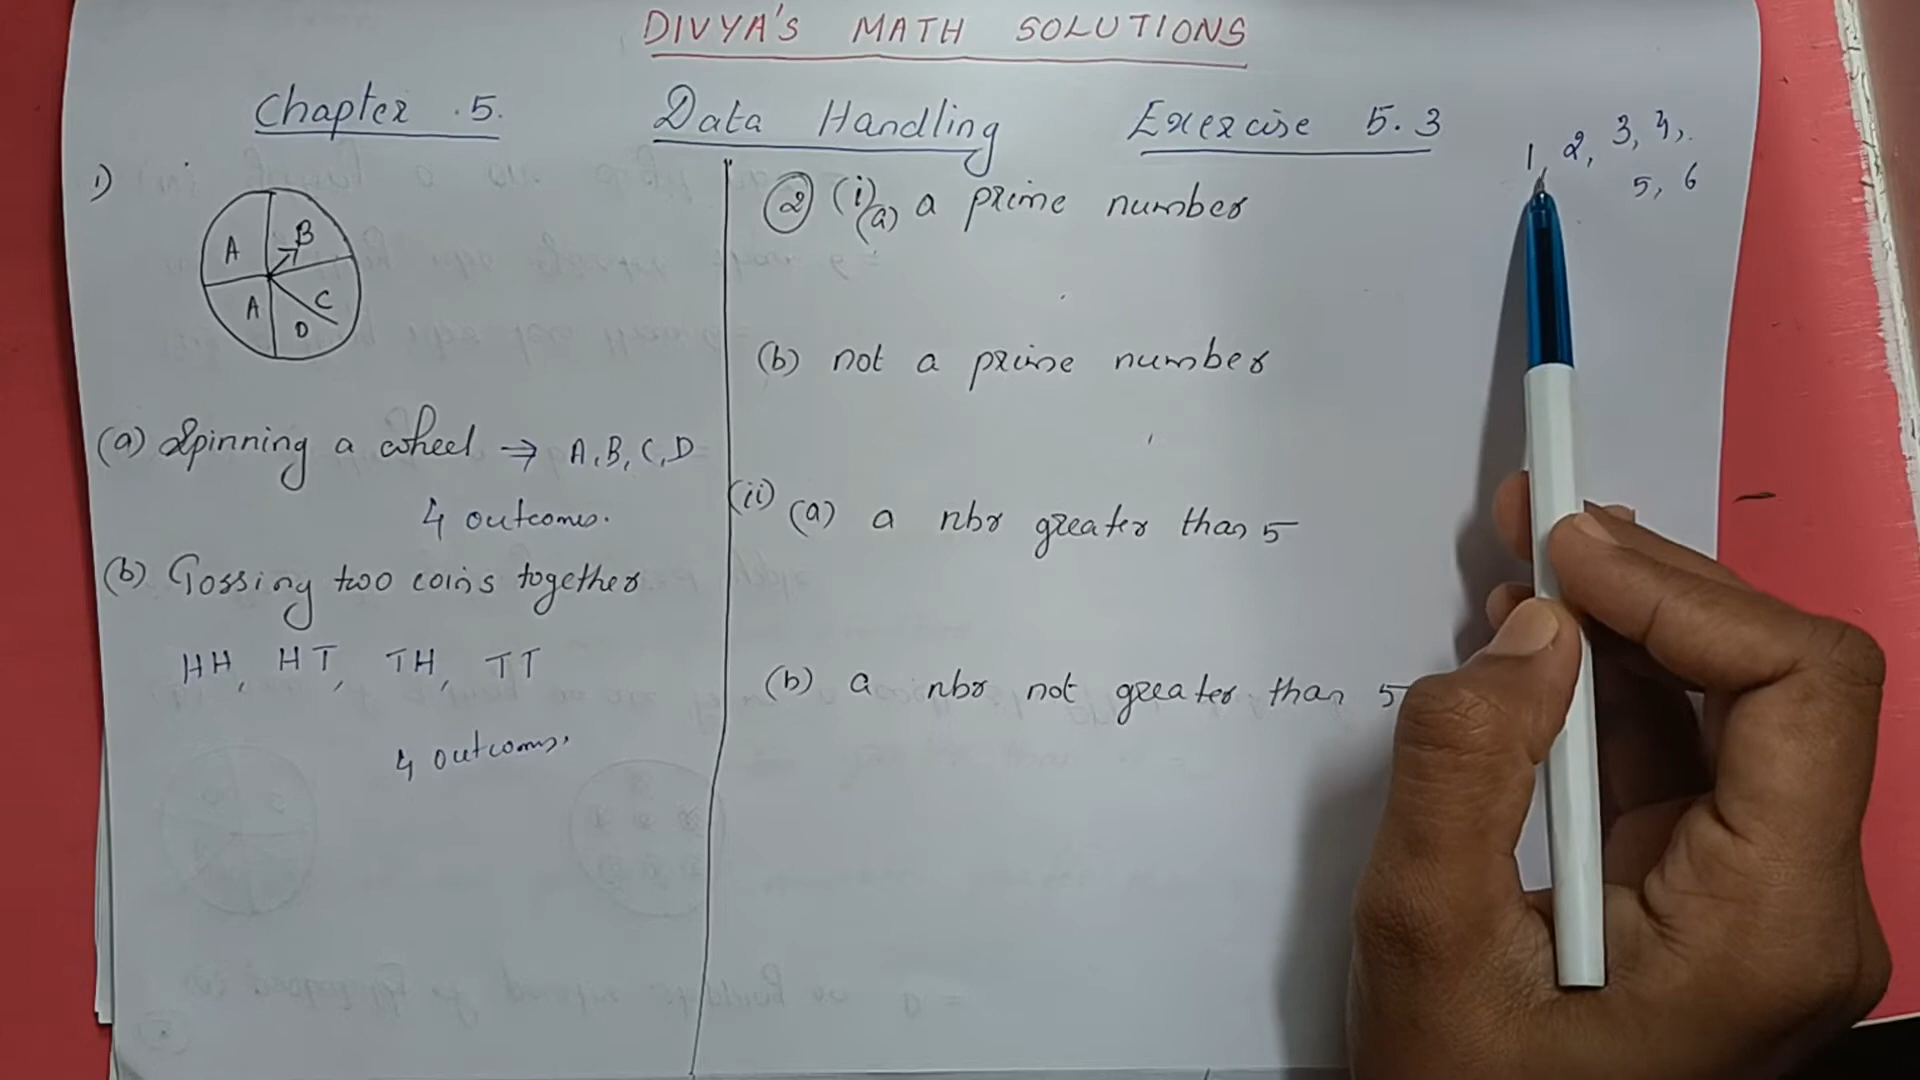 DIVYA'S MATH SOLUTIONS
Chapter .5. Data Handling Exercise 5.3
1)
A
B
A
C
D
(a) Spinning a wheel → A, B, C, D
4 outcomes.
(b) Tossing two coins together
HH, HT, TH, TT
4 outcoms.
1, 2, 3, 4,.
5, 6
② (i) (a) a prime number
(b) not a prime number
(ii) (a) a nbr greater than 5
(b) a nbr not greater than 5